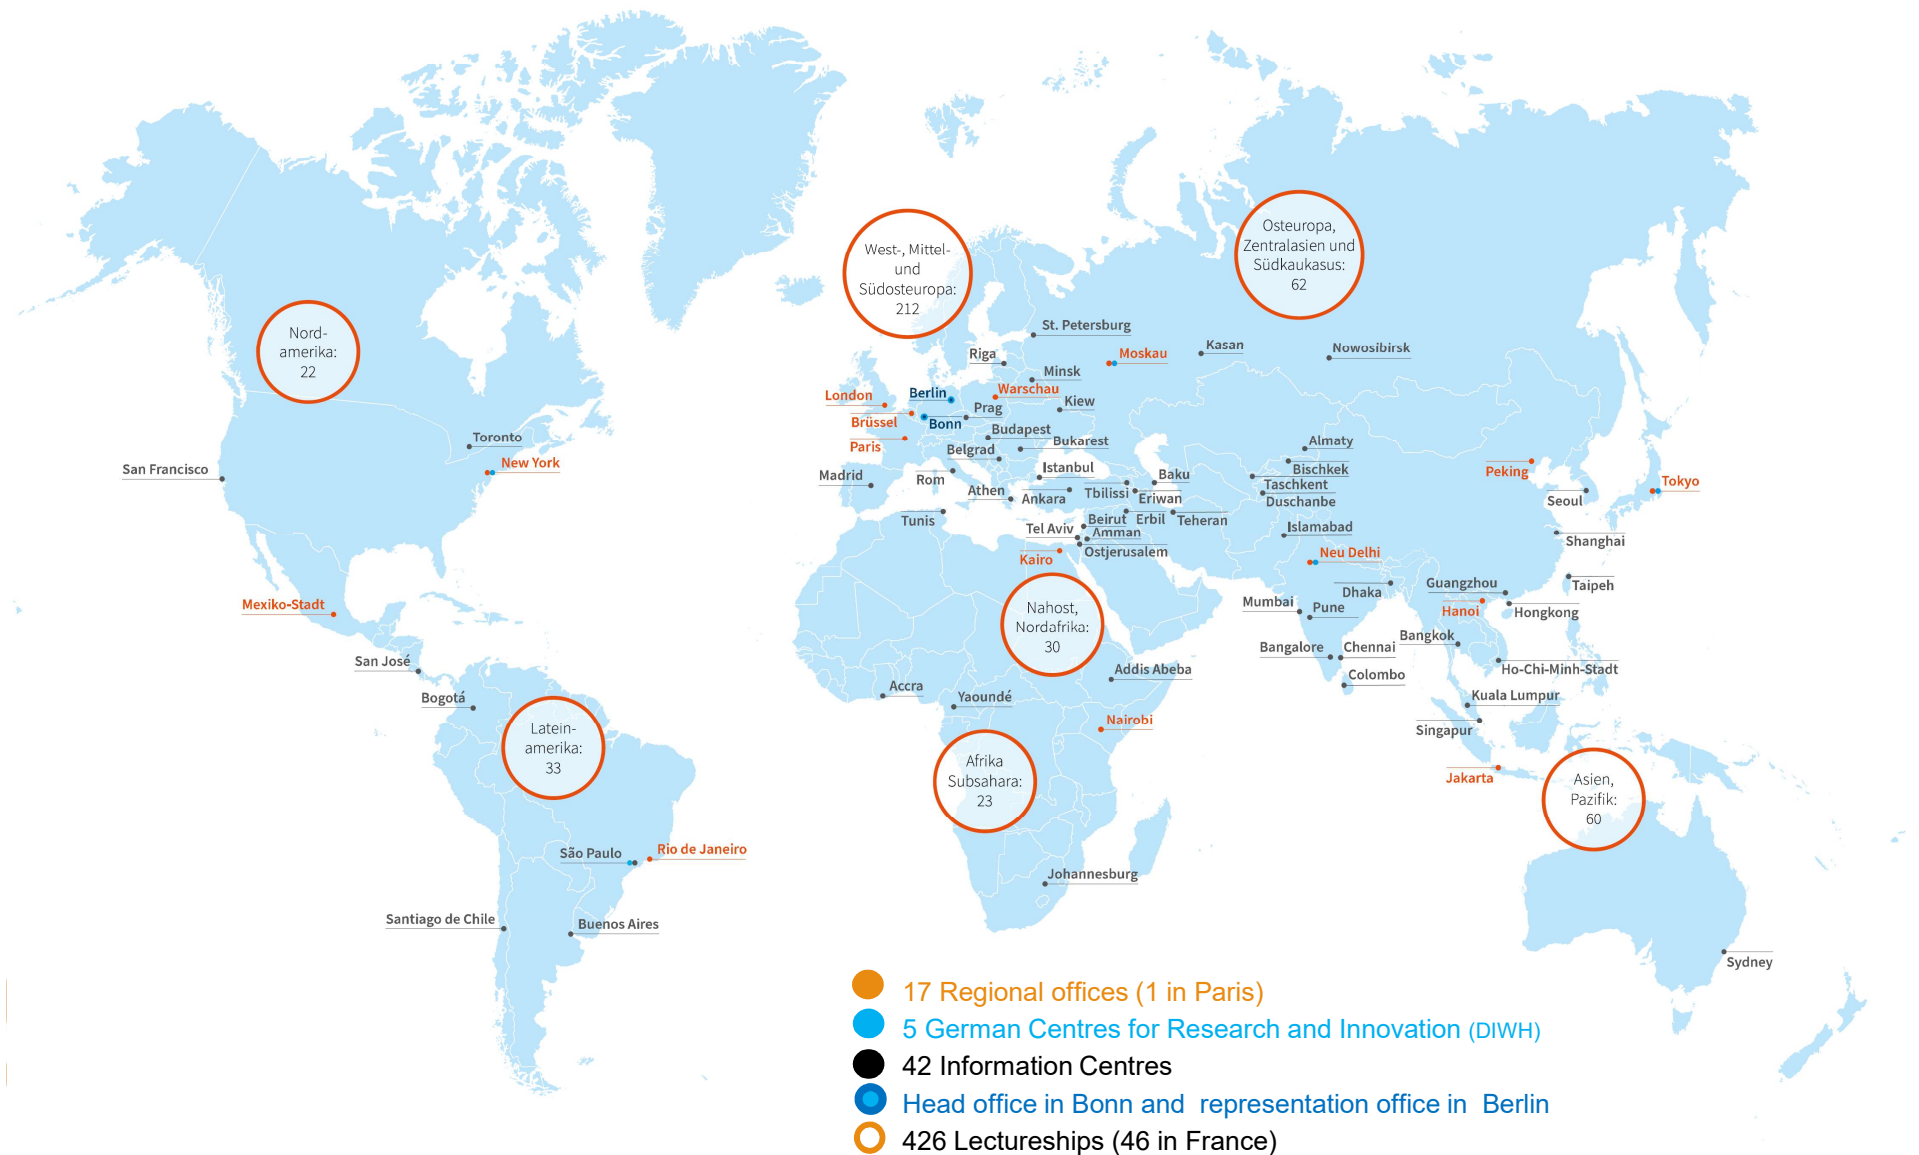 West-, Mittel-
und
Südosteuropa:
212
Osteuropa,
Zentralasien und
Südkaukasus:
62
Nord-
amerika:
22
St. Petersburg
Riga
Moskau
Kasan
Nowosibirsk
Minsk
London
Berlin
Warschau
Brüssel
Bonn
Prag
Kiew
Paris
Budapest
Belgrad
Bukarest
Toronto
New York
San Francisco
Madrid
Rom
Athen
Istanbul
Ankara
Tbilissi
Baku
Eriwan
Almaty
Bischkek
Taschkent
Duschanbe
Peking
Seoul
Tokyo
Tunis
Tel Aviv
Beirut
Erbil
Teheran
Amman
Ostjerusalem
Kairo
Islamabad
Neu Delhi
Shanghai
Mexiko-Stadt
Nahost,
Nordafrika:
30
Mumbai
Pune
Dhaka
Guangzhou
Hanoi
Taipeh
Hongkong
San José
Bogotá
Bangalore
Chennai
Bangkok
Colombo
Ho-Chi-Minh-Stadt
Addis Abeba
Accra
Yaoundé
Nairobi
Kuala Lumpur
Singapur
Jakarta
Latein-
amerika:
33
Afrika
Subsahara:
23
Asien,
Pazifik:
60
São Paulo
Rio de Janeiro
Johannesburg
Santiago de Chile
Buenos Aires
Sydney
17 Regional offices (1 in Paris)
5 German Centres for Research and Innovation (DIWH)
42 Information Centres
Head office in Bonn and representation office in Berlin
426 Lectureships (46 in France)